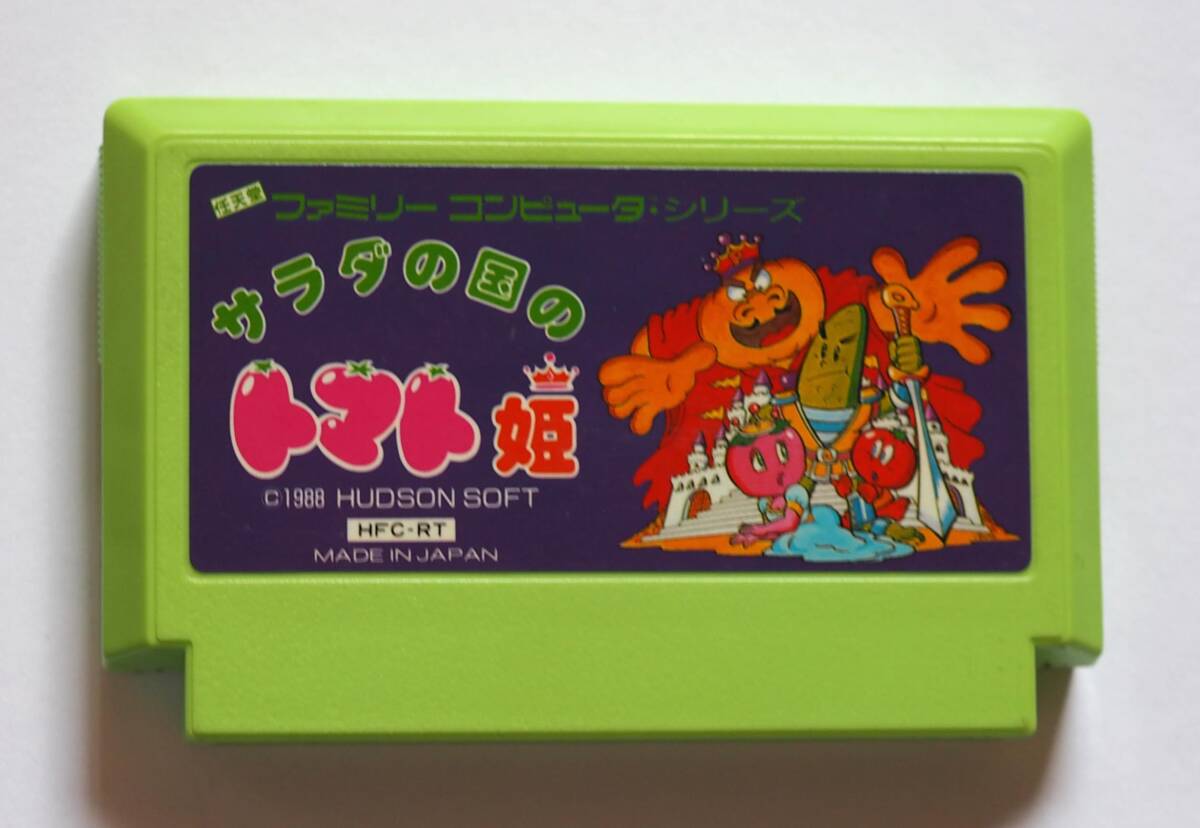 任天堂 ファミリー コンピュータ・シリーズ
サラダの国の
トマト姫
©1988 HUDSON SOFT
HFC-RT
MADE IN JAPAN